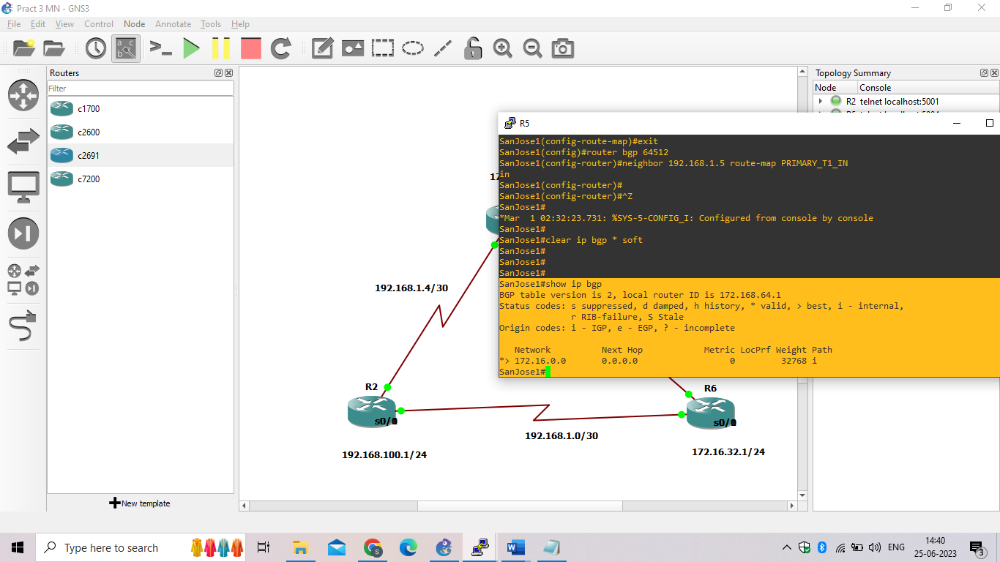 Pract 3 MN - GNS3
File Edit View Control Node Annotate Tools Help
Routers
Filter
c1700
c2600
c2691
c7200
New template
Topology Summary
Node Console
R2 telnet localhost:5001
R5
SanJose1(config-route-map)#exit
SanJose1(config)#router bgp 64512
SanJose1(config-router)#neighbor 192.168.1.5 route-map PRIMARY_T1_IN
in
SanJose1(config-router)#
SanJose1(config-router)#^Z
SanJose1#
*Mar  1 02:32:23.731: %SYS-5-CONFIG_I: Configured from console by console
SanJose1#
SanJose1#clear ip bgp * soft
SanJose1#
SanJose1#
SanJose1#
SanJose1#show ip bgp
BGP table version is 2, local router ID is 172.168.64.1
Status codes: s suppressed, d damped, h history, * valid, > best, i - internal,
r RIB-failure, S Stale
Origin codes: i - IGP, e - EGP, ? - incomplete
Network Next Hop Metric LocPrf Weight Path
*> 172.16.0.0 0.0.0.0 0 32768 i
SanJose1#
192.168.1.4/30
R2
192.168.100.1/24
192.168.1.0/30
R6
172.16.32.1/24
Type here to search
ENG
14:40
25-06-2023
3